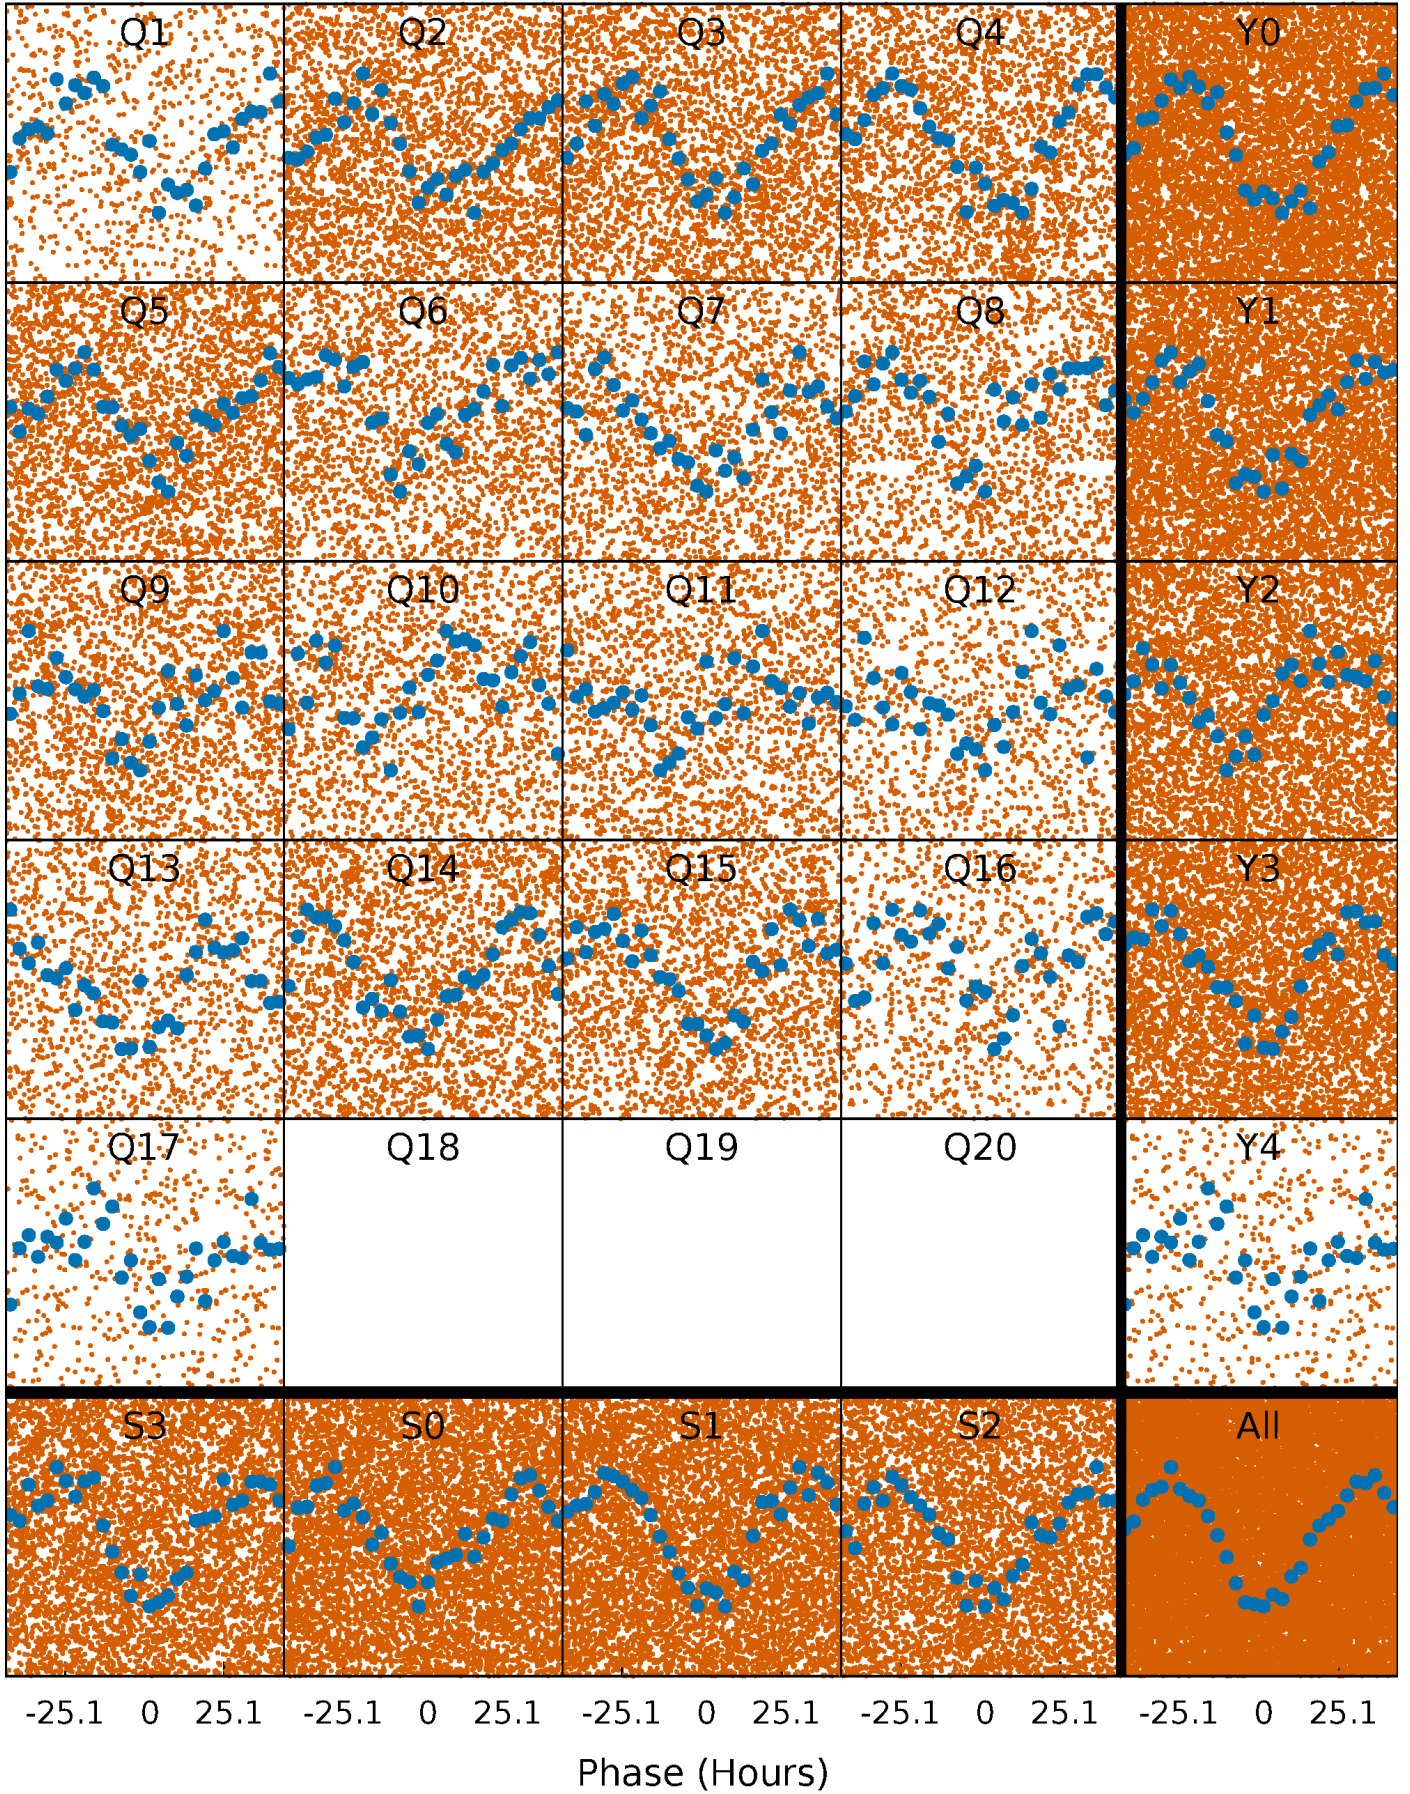 Q1 Q2 Q3 Q4 Y0
Q5 Q6 Q7 Q8 Y1
Q9 Q10 Q11 Q12 Y2
Q13 Q14 Q15 Q16 Y3
Q17 Q18 Q19 Q20 Y4
S3 S0 S1 S2 All
-25.1 0 25.1 -25.1 0 25.1 -25.1 0 25.1 -25.1 0 25.1 -25.1 0 25.1
Phase (Hours)